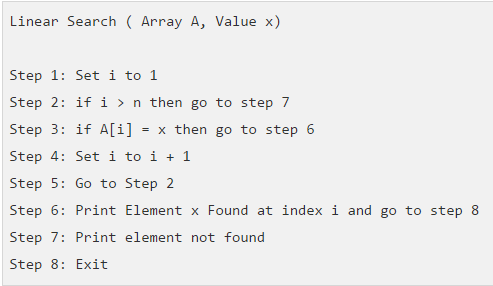 Linear Search ( Array A, Value x)
Step 1: Set i to 1
Step 2: if i > n then go to step 7
Step 3: if A[i] = x then go to step 6
Step 4: Set i to i + 1
Step 5: Go to Step 2
Step 6: Print Element x Found at index i and go to step 8
Step 7: Print element not found
Step 8: Exit